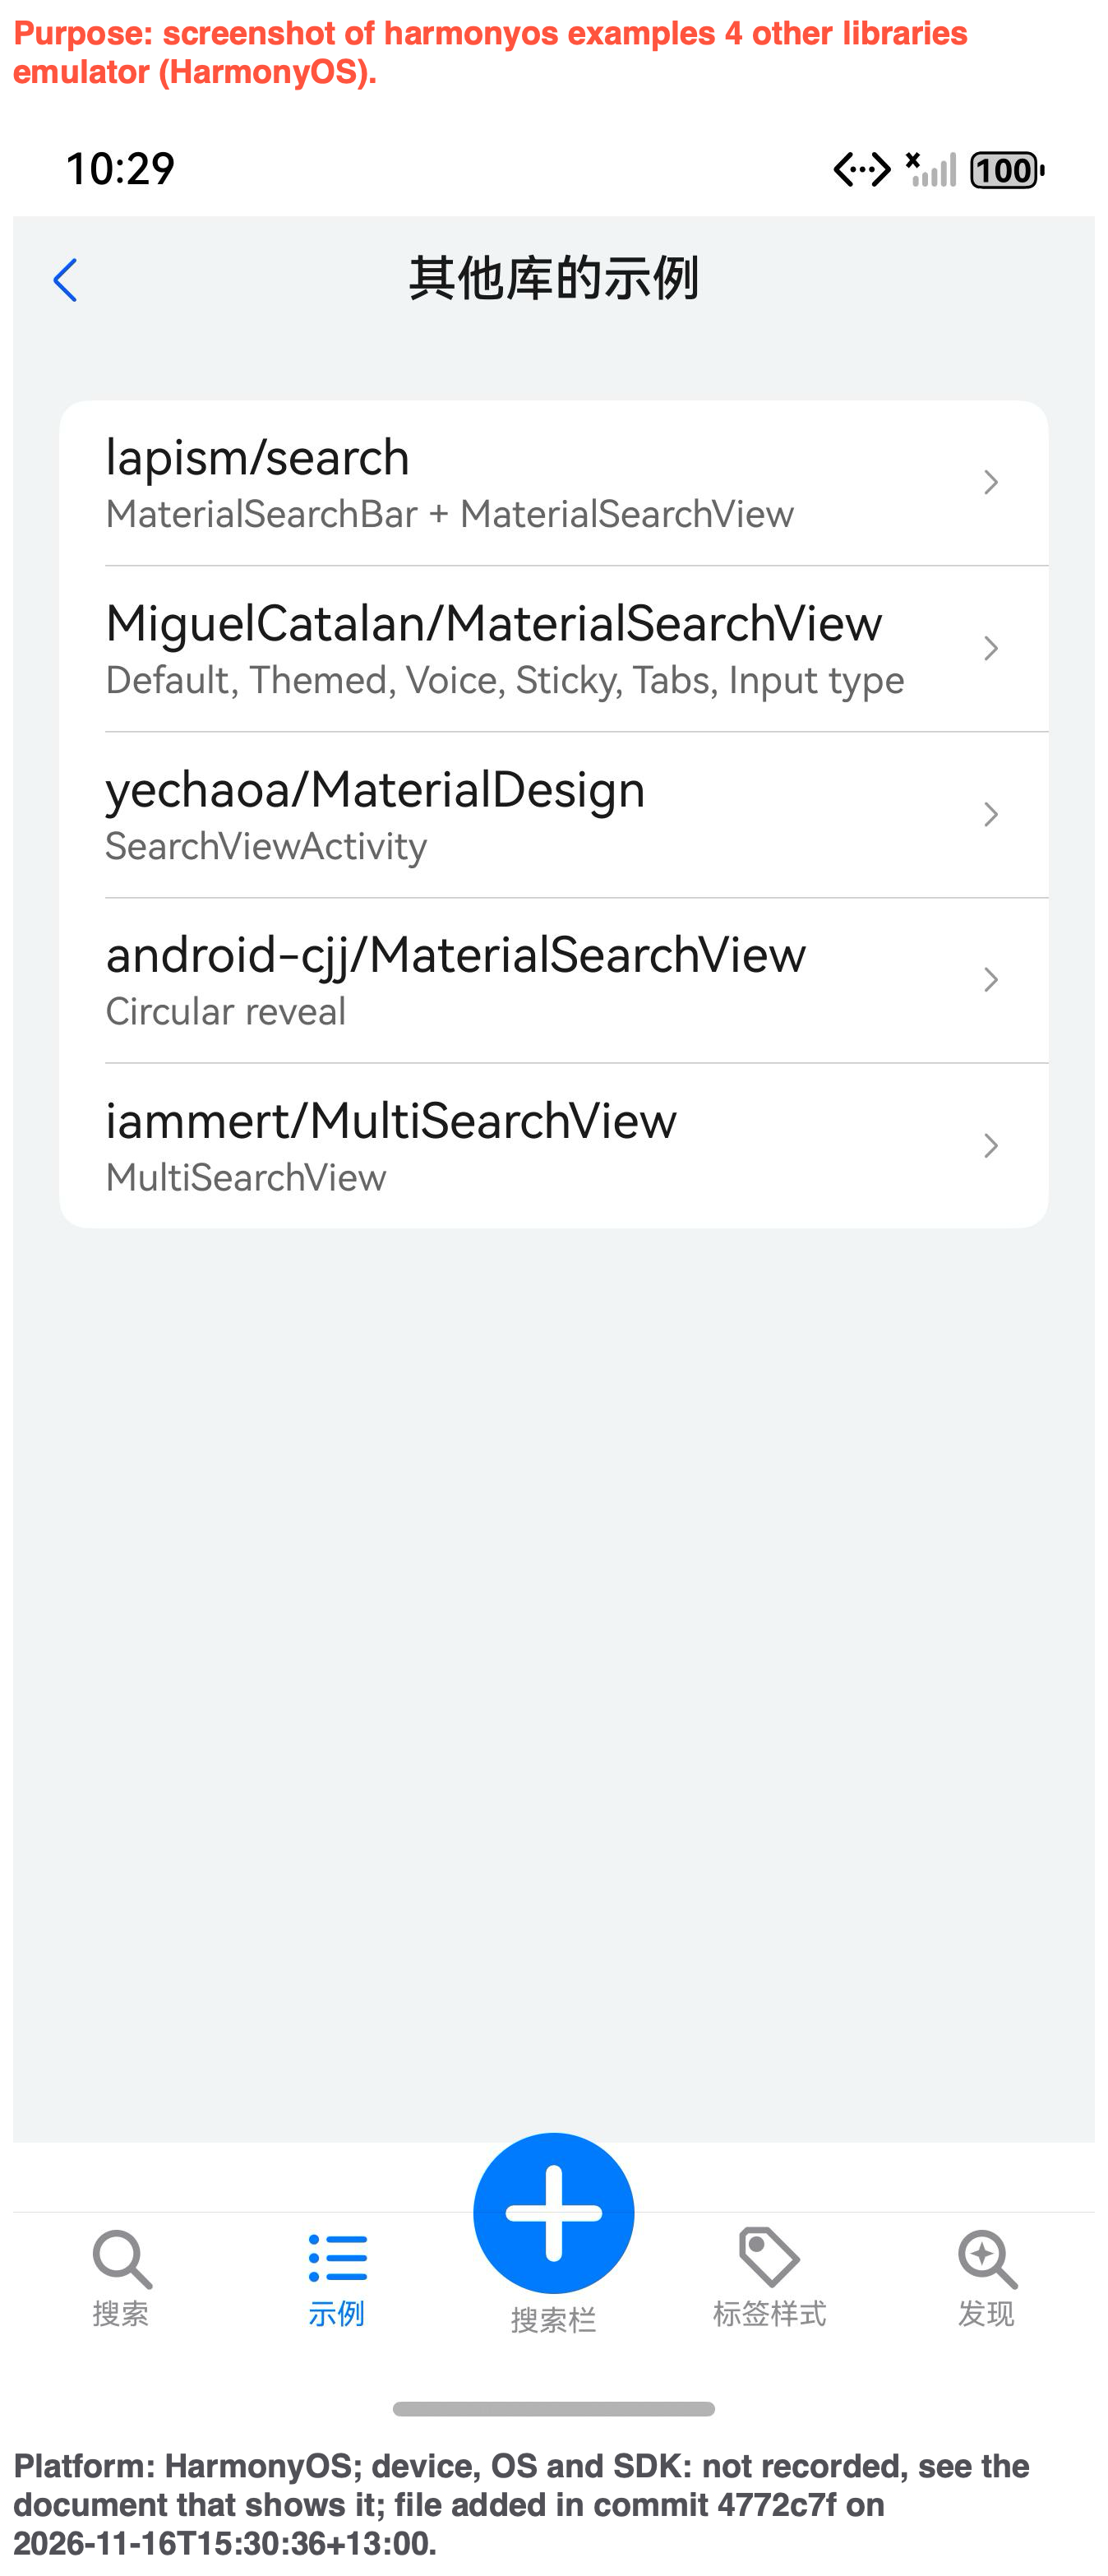 Purpose: screenshot of harmonyos examples 4 other libraries
emulator (HarmonyOS).
10:29
100
其他库的示例
lapism/search
MaterialSearchBar + MaterialSearchView
MiguelCatalan/MaterialSearchView
Default, Themed, Voice, Sticky, Tabs, Input type
yechaoa/MaterialDesign
SearchViewActivity
android-cjj/MaterialSearchView
Circular reveal
iammert/MultiSearchView
MultiSearchView
搜索
示例
搜索栏
标签样式
发现
Platform: HarmonyOS; device, OS and SDK: not recorded, see the
document that shows it; file added in commit 4772c7f on
2026-11-16T15:30:36+13:00.